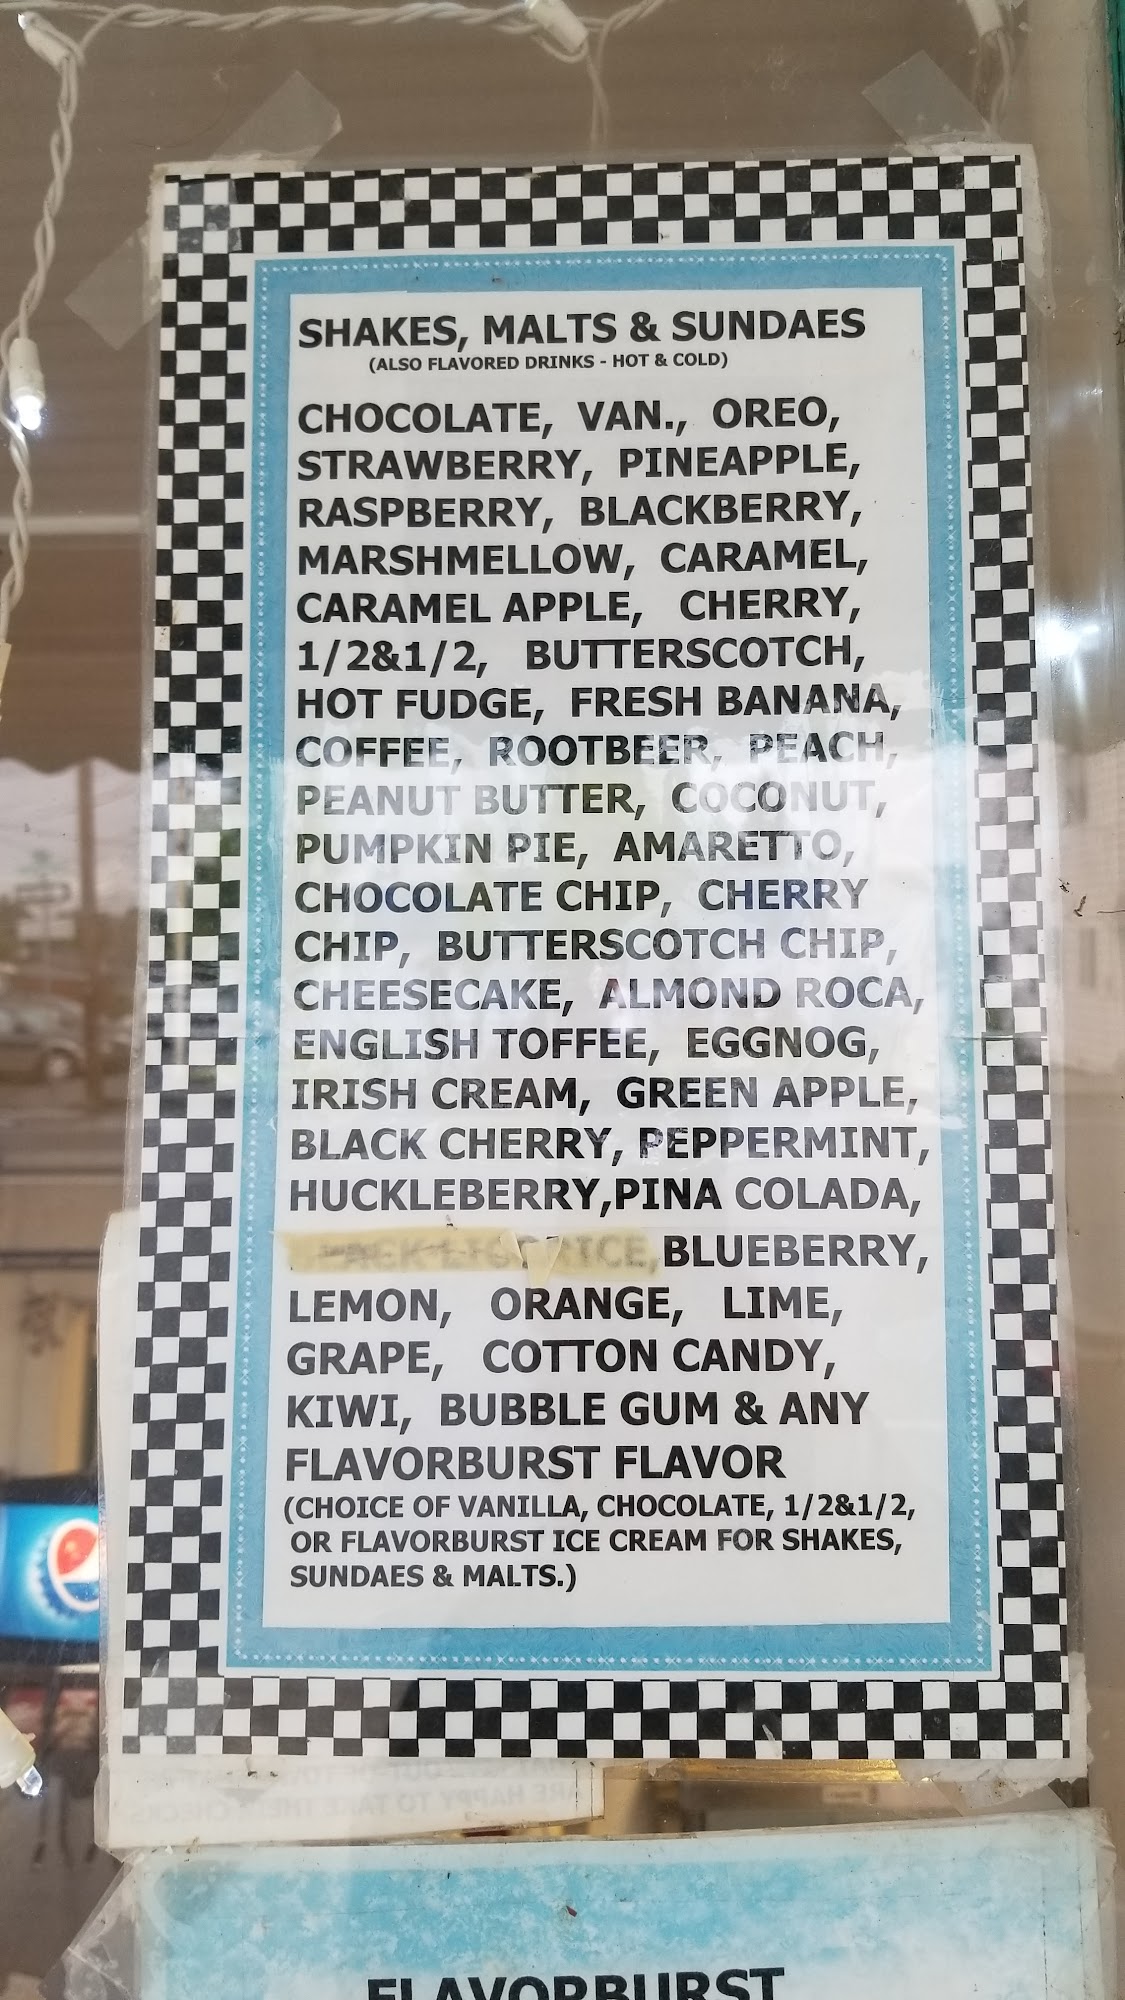 SHAKES, MALTS & SUNDAES
(ALSO FLAVORED DRINKS - HOT & COLD)
CHOCOLATE, VAN., OREO,
STRAWBERRY, PINEAPPLE,
RASPBERRY, BLACKBERRY,
MARSHMELLOW, CARAMEL,
CARAMEL APPLE, CHERRY,
1/2&1/2, BUTTERSCOTCH,
HOT FUDGE, FRESH BANANA,
COFFEE, ROOTBEER, PEACH,
PEANUT BUTTER, COCONUT,
PUMPKIN PIE, AMARETTO,
CHOCOLATE CHIP, CHERRY
CHIP, BUTTERSCOTCH CHIP,
CHEESECAKE, ALMOND ROCA,
ENGLISH TOFFEE, EGGNOG,
IRISH CREAM, GREEN APPLE,
BLACK CHERRY, PEPPERMINT,
HUCKLEBERRY,PINA COLADA,
BLUEBERRY,
LEMON, ORANGE, LIME,
GRAPE, COTTON CANDY,
KIWI, BUBBLE GUM & ANY
FLAVORBURST FLAVOR
(CHOICE OF VANILLA, CHOCOLATE, 1/2&1/2,
OR FLAVORBURST ICE CREAM FOR SHAKES,
SUNDAES & MALTS.)
FLAVORBURST